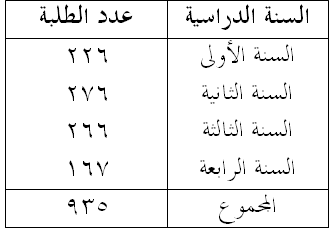 السنة الدراسية عدد الطلبة
السنة الأولى ٢٢٦
السنة الثانية ٢٧٦
السنة الثالثة ٢٦٦
السنة الرابعة ١٦٧
المجموع ٩٣٥